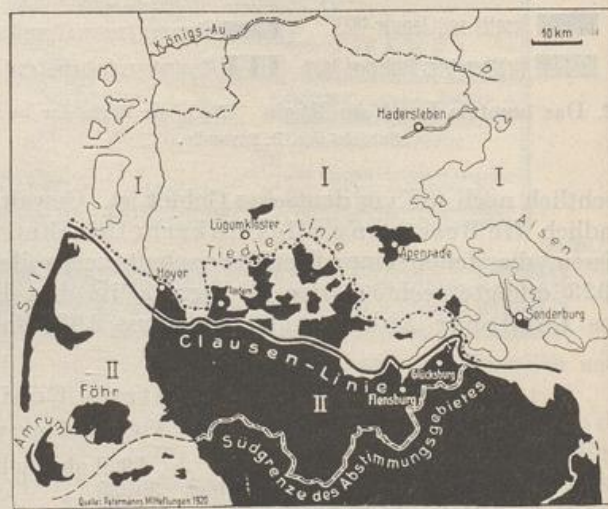 Königs-Au
10 km
Hadersleben
I
I
I
Lügumkloster
Tiedje Linie
Apenrade
Alsen
Hoyer
Tondern
Sonderburg
Sylt
Clausen-Linie
Glücksburg
Flensburg
II
II
Föhr
Amrum
Südgrenze des Abstimmungsgebietes
Quelle: Petermanns Mitteilungen 1920